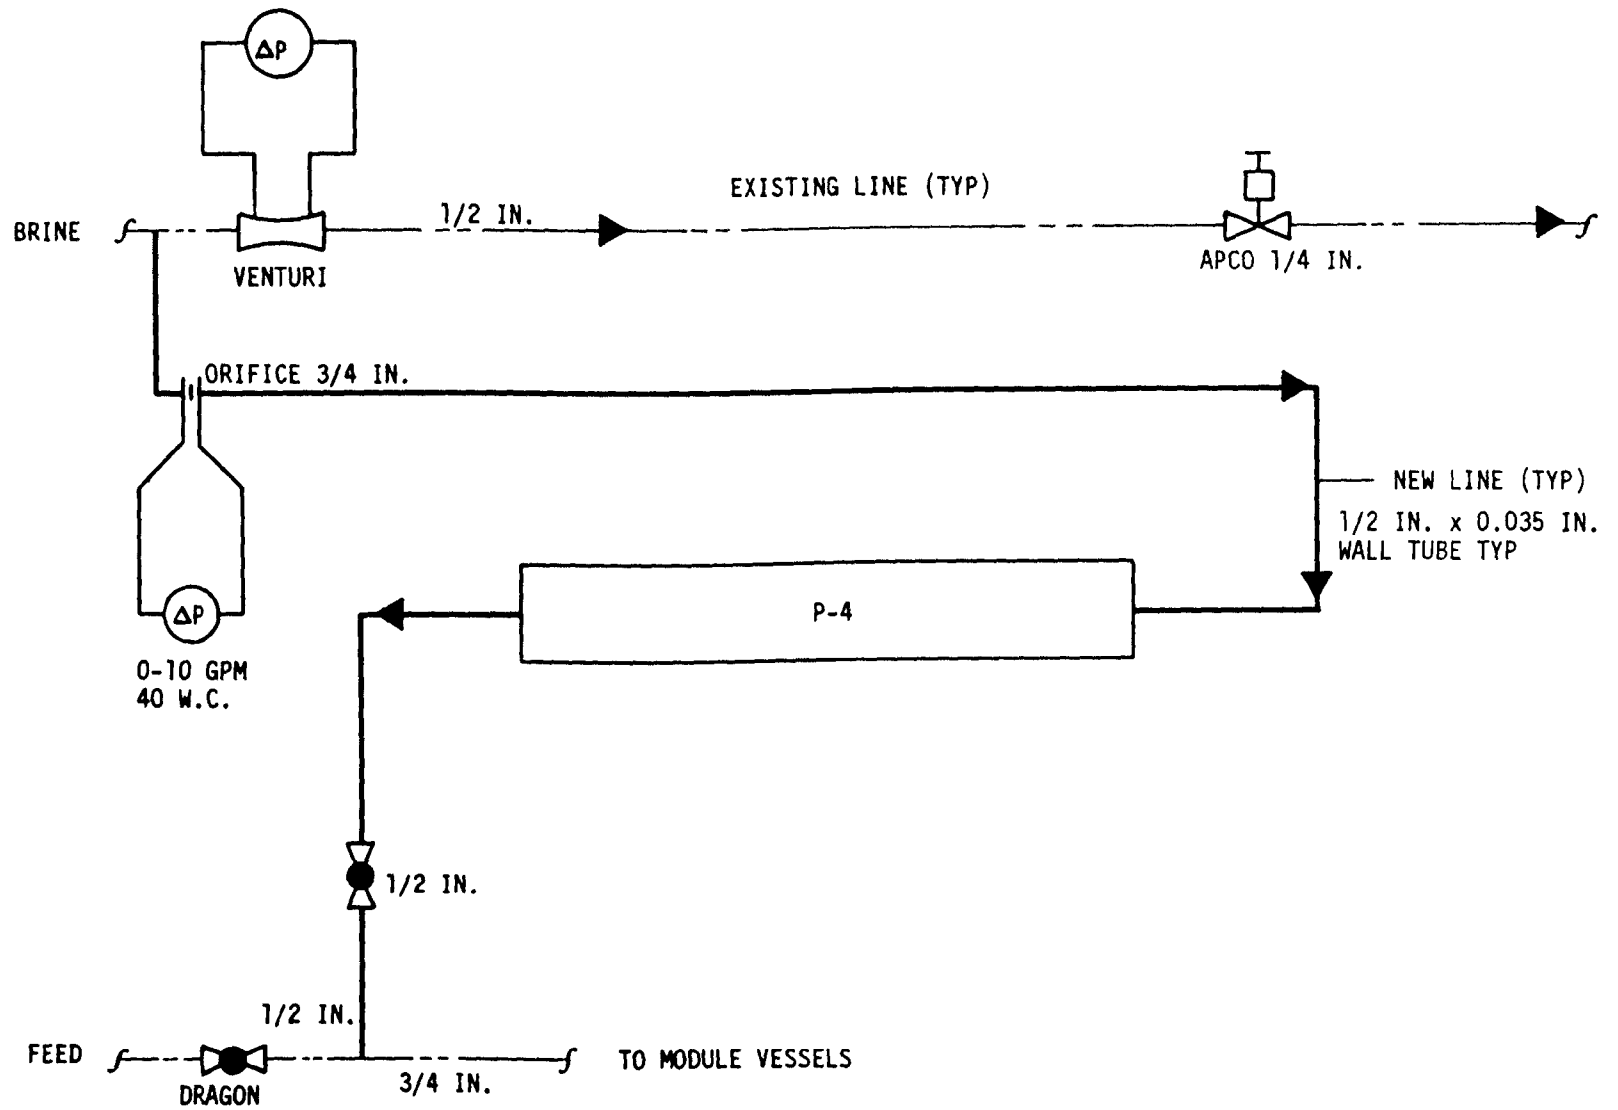 ΔP
EXISTING LINE (TYP)
1/2 IN.
BRINE
VENTURI
APCO 1/4 IN.
ORIFICE 3/4 IN.
NEW LINE (TYP)
1/2 IN. x 0.035 IN.
WALL TUBE TYP
P-4
ΔP
0-10 GPM
40 W.C.
1/2 IN.
1/2 IN.
FEED
TO MODULE VESSELS
3/4 IN.
DRAGON